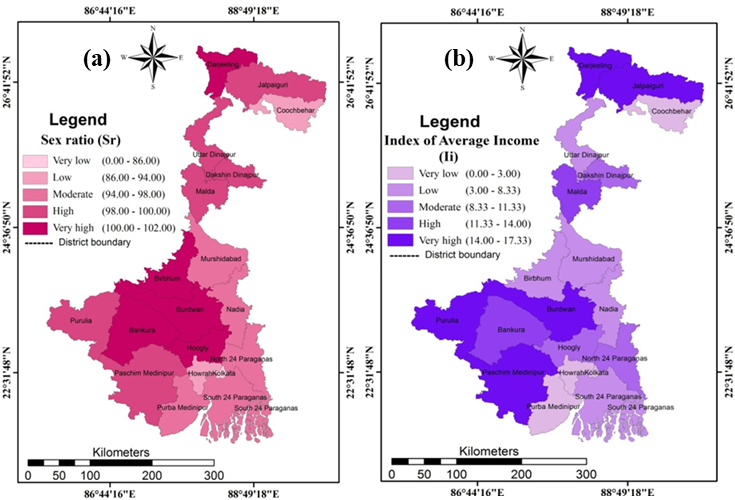 86°44'16"E 88°49'18"E
(a)
N
W E
S
26°41'52"N
24°36'50"N
22°31'48"N
Legend
Sex ratio (Sr)
Very low (0.00 - 86.00)
Low (86.00 - 94.00)
Moderate (94.00 - 98.00)
High (98.00 - 100.00)
Very high (100.00 - 102.00)
District boundary
Darjeeling
Jalpaiguri
Coochbehar
Uttar Dinajpur
Dakshin Dinajpur
Malda
Murshidabad
Birbhum
Burdwan
Nadia
Purulia
Bankura
Hoogly
North 24 Paraganas
Paschim Medinipur
Howrah Kolkata
South 24 Paraganas
Purba Medinipur
South 24 Paraganas
Kilometers
0 50 100 200 300
86°44'16"E 88°49'18"E
86°44'16"E 88°49'18"E
(b)
N
W E
S
26°41'52"N
24°36'50"N
22°31'48"N
Legend
Index of Average Income
(Ii)
Very low (0.00 - 3.00)
Low (3.00 - 8.33)
Moderate (8.33 - 11.33)
High (11.33 - 14.00)
Very high (14.00 - 17.33)
District boundary
Darjeeling
Jalpaiguri
Coochbehar
Uttar Dinajpur
Dakshin Dinajpur
Malda
Murshidabad
Birbhum
Burdwan
Nadia
Purulia
Bankura
Hoogly
North 24 Paraganas
Paschim Medinipur
Howrah Kolkata
South 24 Paraganas
Purba Medinipur
South 24 Paraganas
Kilometers
0 50 100 200 300
86°44'16"E 88°49'18"E